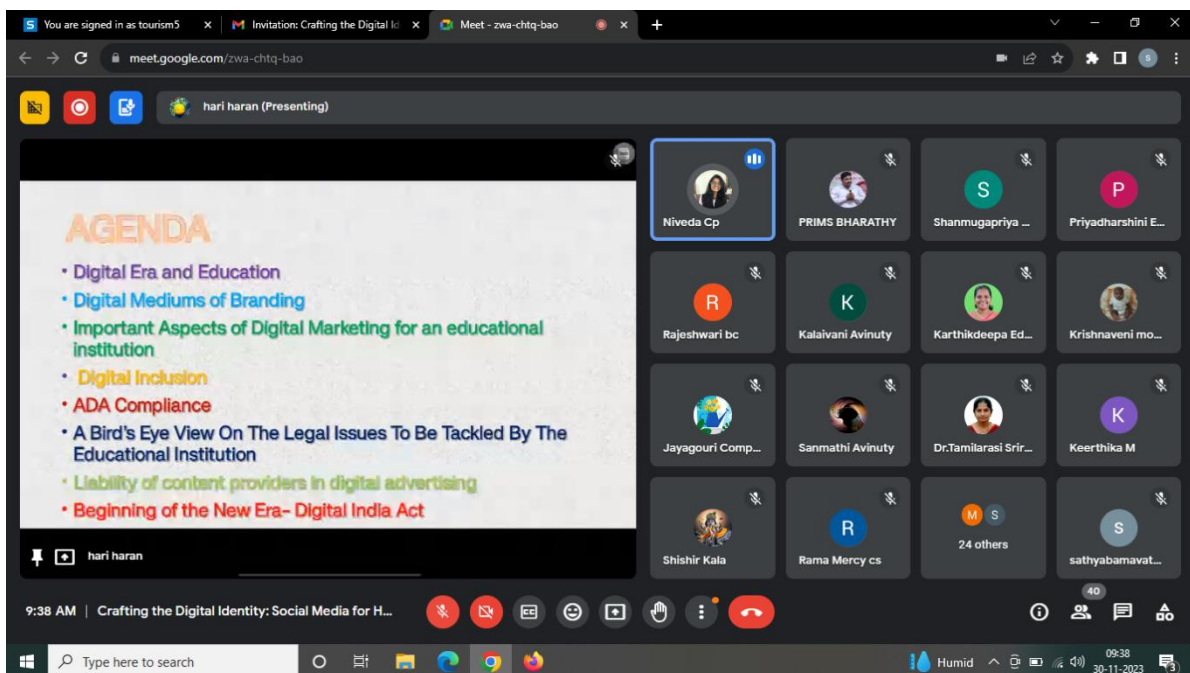 You are signed in as tourism5
Invitation: Crafting the Digital Id
Meet - zwa-chtq-bao
meet.google.com/zwa-chtq-bao
S
hari haran (Presenting)
AGENDA
• Digital Era and Education
• Digital Mediums of Branding
• Important Aspects of Digital Marketing for an educational
institution
• Digital Inclusion
• ADA Compliance
• A Bird's Eye View On The Legal Issues To Be Tackled By The
Educational Institution
• Liability of content providers in digital advertising
• Beginning of the New Era- Digital India Act
hari haran
Niveda Cp
PRIMS BHARATHY
S
Shanmugapriya ...
P
Priyadharshini E...
R
Rajeshwari bc
K
Kalaivani Avinuty
Karthikdeepa Ed...
Krishnaveni mo...
Jayagouri Comp...
Sanmathi Avinuty
Dr.Tamilarasi Srir...
K
Keerthika M
Shishir Kala
R
Rama Mercy cs
M S
24 others
S
sathyabamavat...
9:38 AM | Crafting the Digital Identity: Social Media for H...
CC
40
Type here to search
Humid
09:38
30-11-2023
3